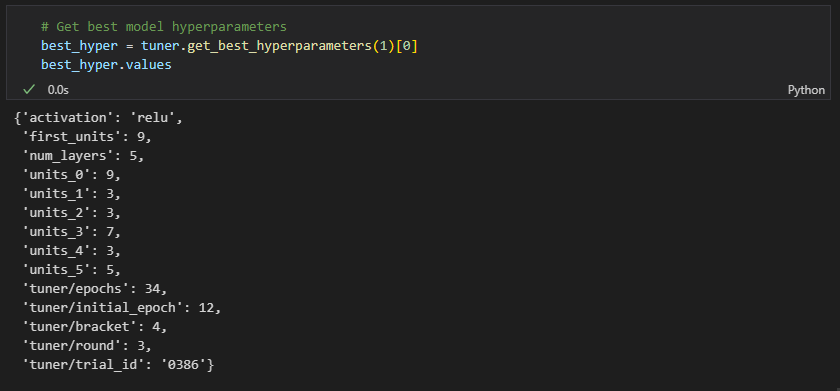 # Get best model hyperparameters
best_hyper = tuner.get_best_hyperparameters(1)[0]
best_hyper.values
0.0s
Python
{'activation': 'relu',
'first_units': 9,
'num_layers': 5,
'units_0': 9,
'units_1': 3,
'units_2': 3,
'units_3': 7,
'units_4': 3,
'units_5': 5,
'tuner/epochs': 34,
'tuner/initial_epoch': 12,
'tuner/bracket': 4,
'tuner/round': 3,
'tuner/trial_id': '0386'}